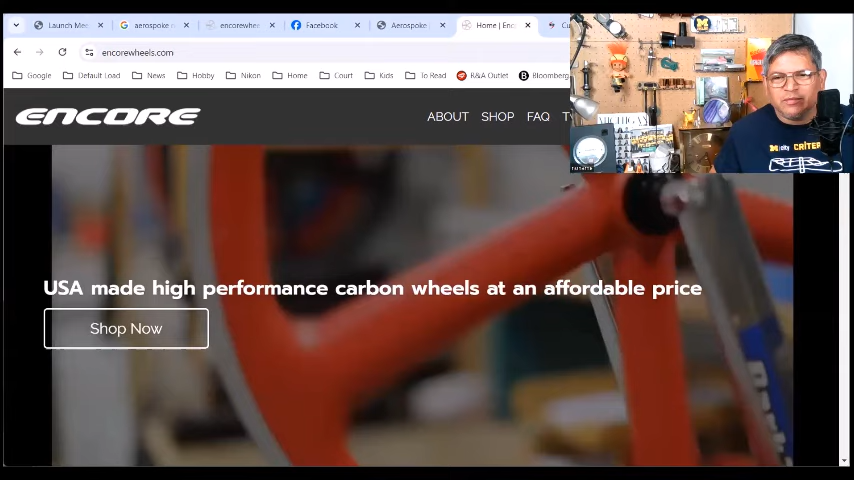 Launch Mee
aerospoke
encorewhee
Facebook
Aerospoke
Home | Enc
encorewheels.com
Google
Default Load
News
Hobby
Nikon
Home
Court
Kids
To Read
B&A Outlet
Bloomberg
ENCORE
ABOUT
SHOP
FAQ
USA made high performance carbon wheels at an affordable price
Shop Now
MICHIGAN
CRITER